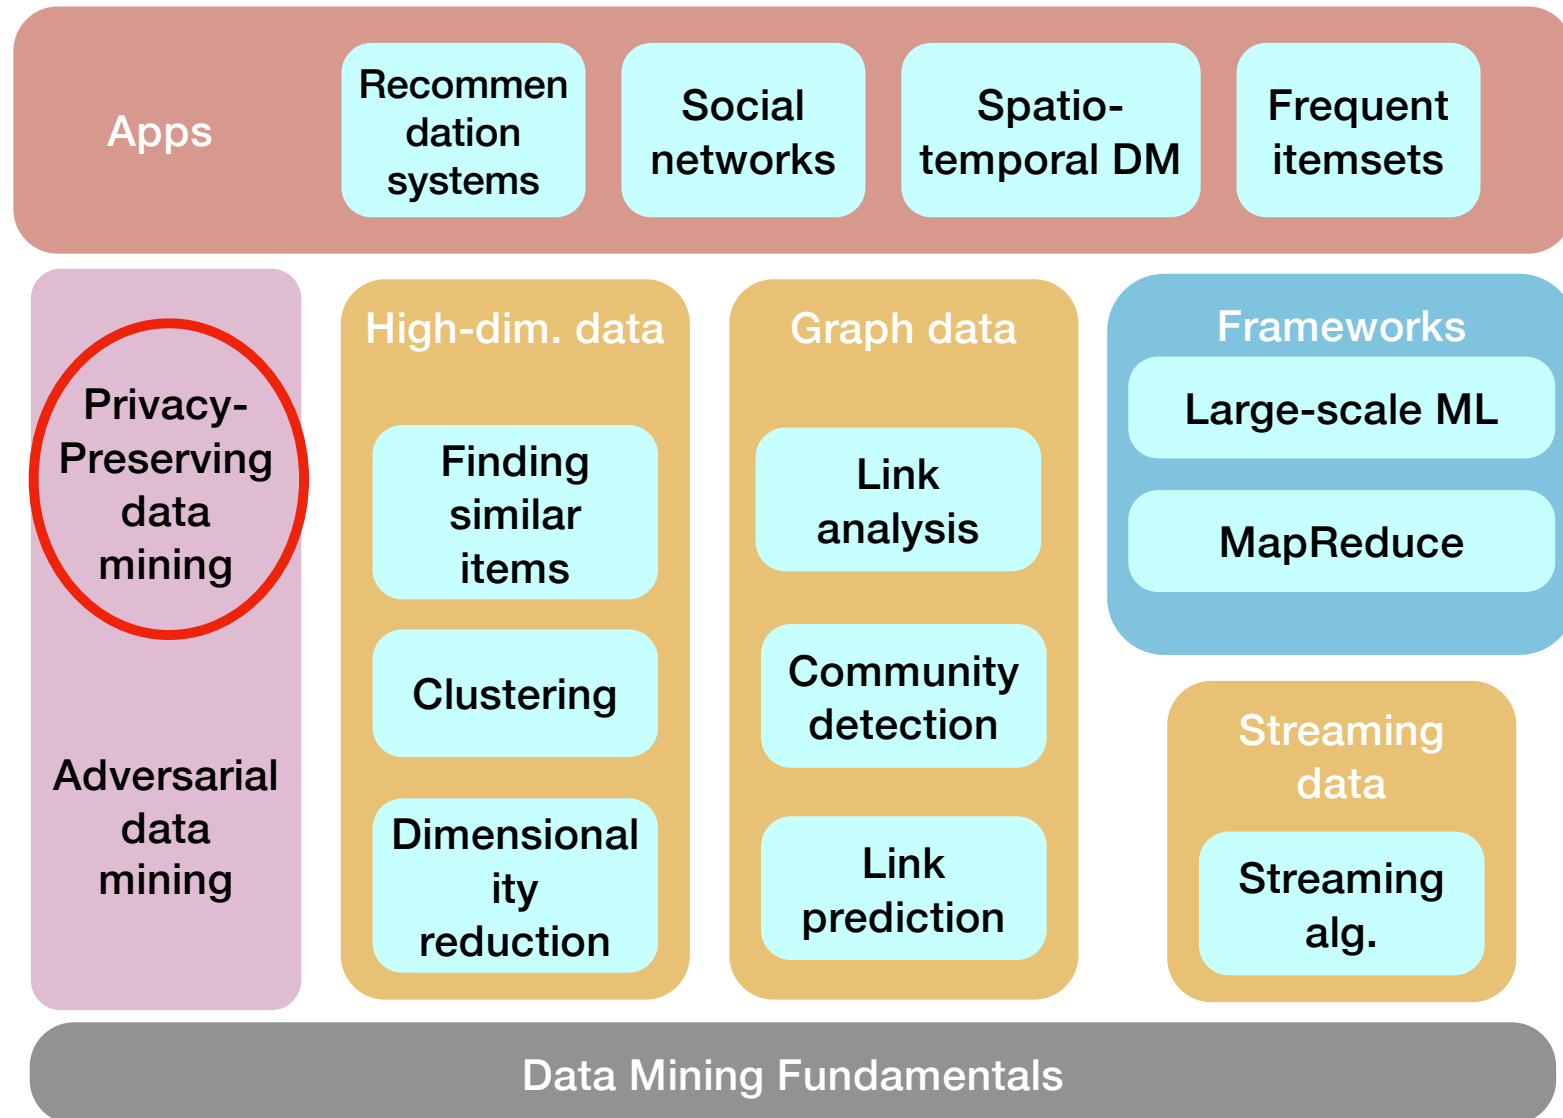 Apps
Recommen
dation
systems
Social
networks
Spatio-
temporal DM
Frequent
itemsets
Privacy-
Preserving
data
mining
Adversarial
data
mining
High-dim. data
Finding
similar
items
Clustering
Dimensional
ity
reduction
Graph data
Link
analysis
Community
detection
Link
prediction
Frameworks
Large-scale ML
MapReduce
Streaming
data
Streaming
alg.
Data Mining Fundamentals